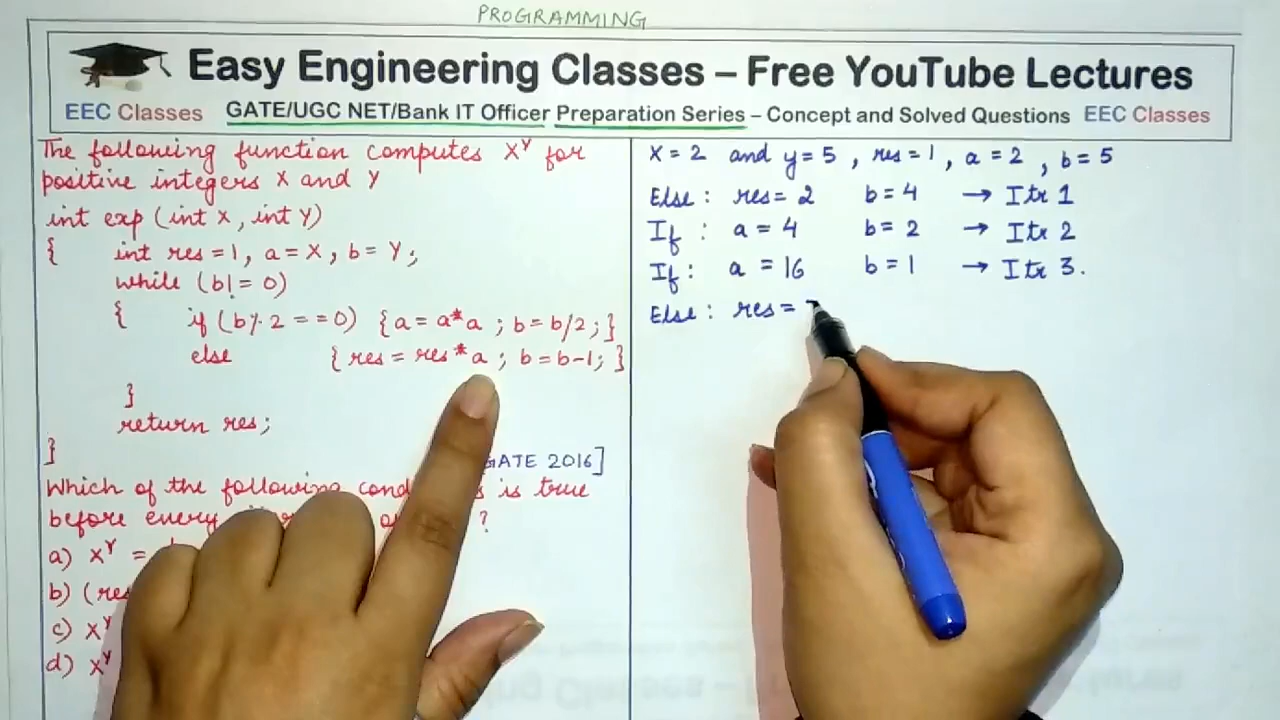 PROGRAMMING
Easy Engineering Classes – Free YouTube Lectures
EEC Classes GATE/UGC NET/Bank IT Officer Preparation Series – Concept and Solved Questions EEC Classes
The following function computes X^Y for
positive integers X and Y
int exp (int X, int Y)
{ int res=1, a=X, b=Y;
while (b!=0)
{ if (b%2==0) {a=a*a; b=b/2;}
else {res=res*a; b=b-1;}
}
return res;
}
GATE 2016]
Which of the following is true
before every ?
a) X^Y =
b) (res
c) X^Y
d) X^Y
X=2 and y=5, res=1, a=2, b=5
Else: res=2 b=4 → Itr 1
If: a=4 b=2 → Itr 2
If: a=16 b=1 → Itr 3.
Else: res=